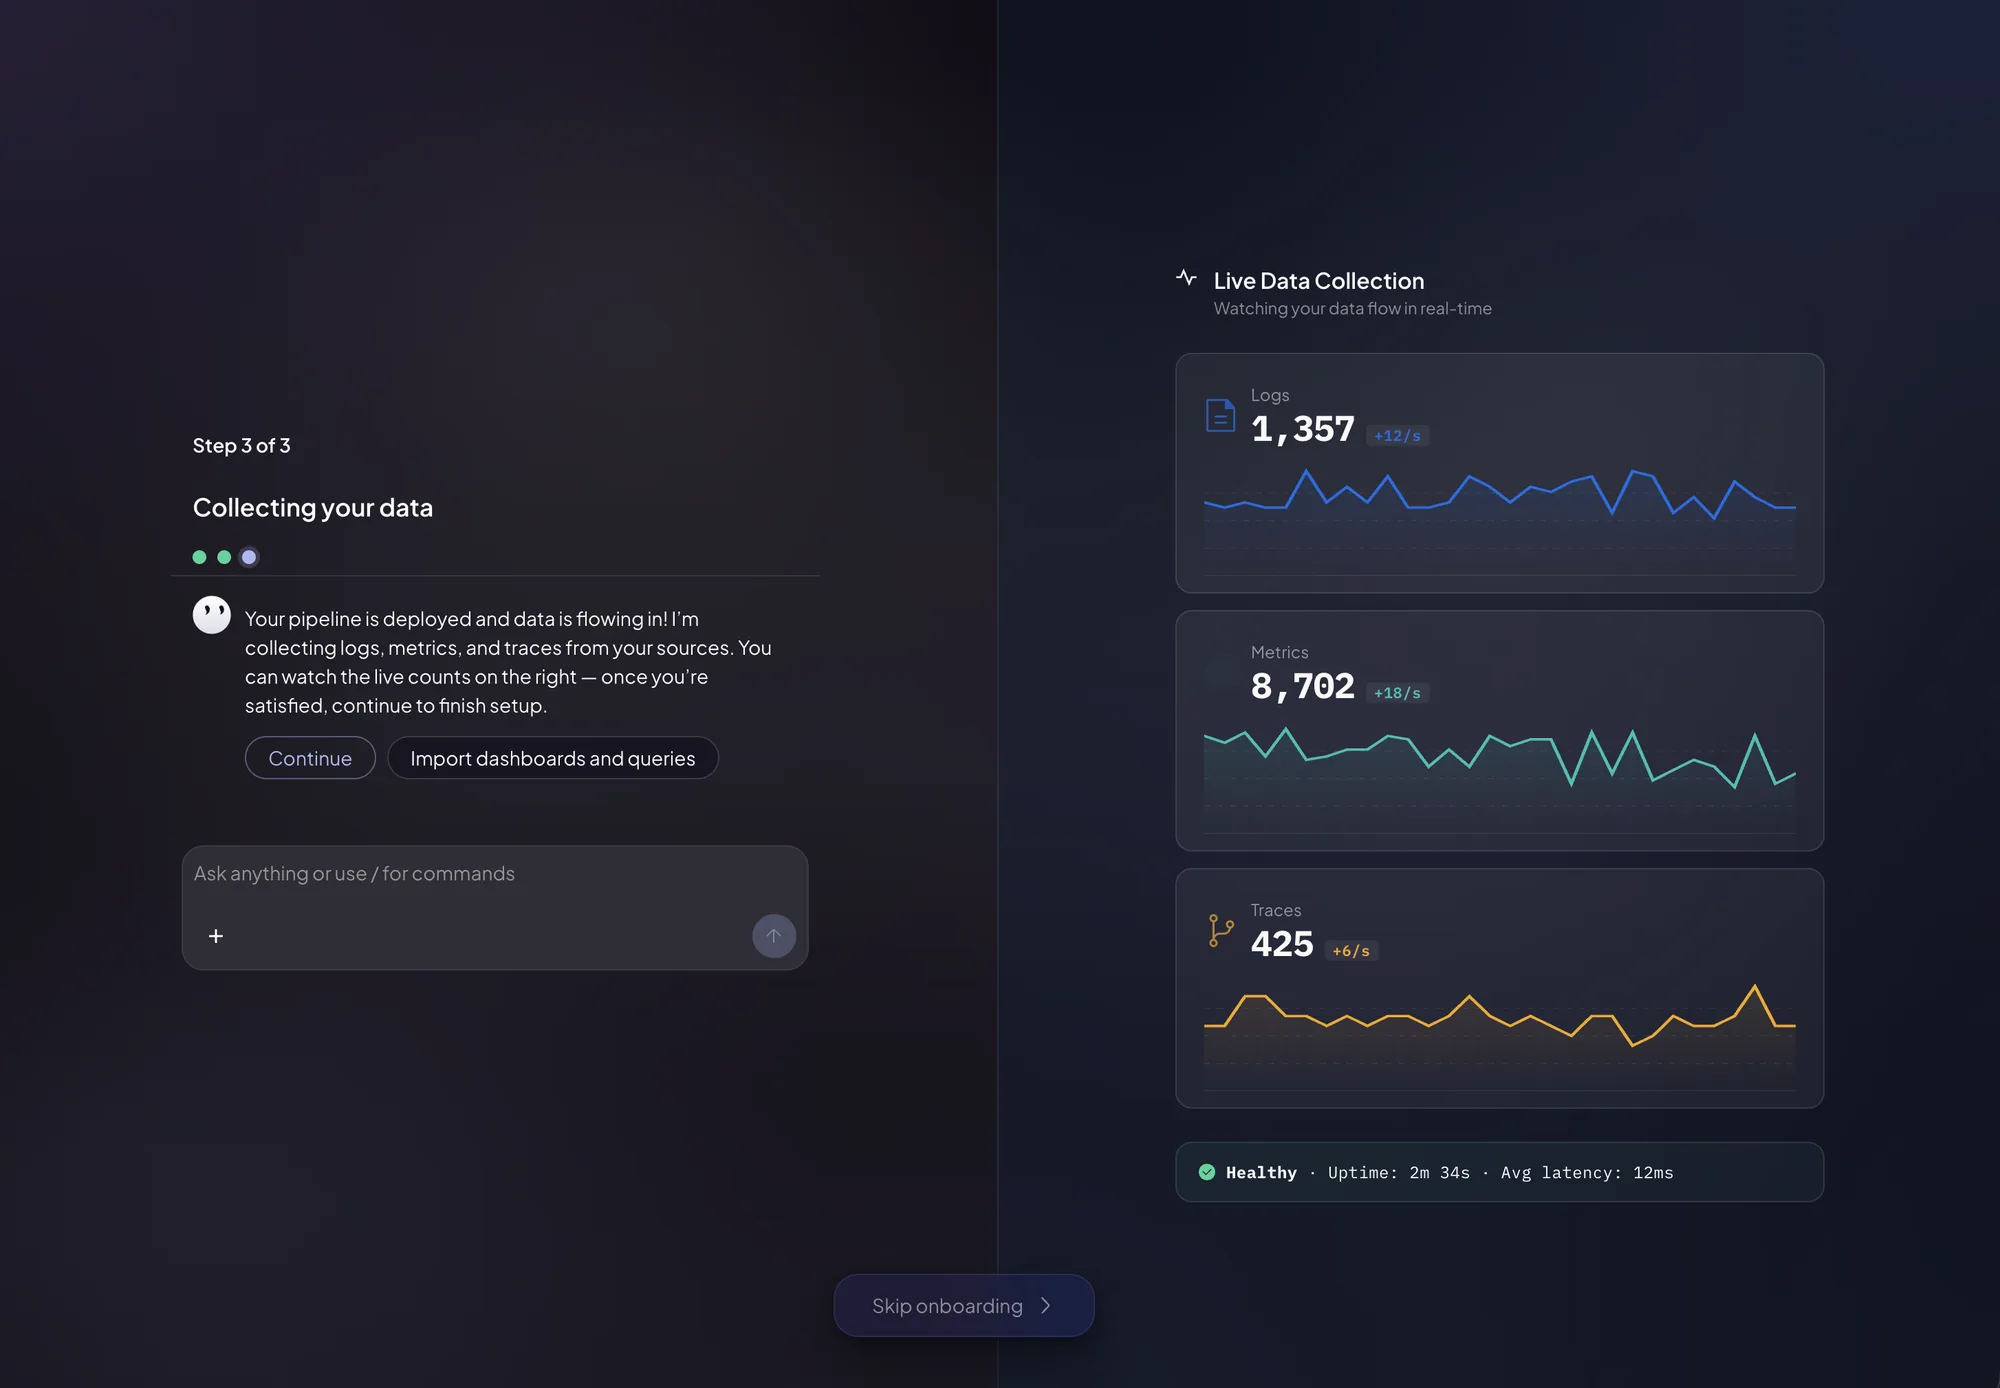 Step 3 of 3
Collecting your data
Your pipeline is deployed and data is flowing in! I’m
collecting logs, metrics, and traces from your sources. You
can watch the live counts on the right — once you’re
satisfied, continue to finish setup.
Continue
Import dashboards and queries
Ask anything or use / for commands
Live Data Collection
Watching your data flow in real-time
Logs
1,357 +12/s
Metrics
8,702 +18/s
Traces
425 +6/s
Healthy · Uptime: 2m 34s · Avg latency: 12ms
Skip onboarding